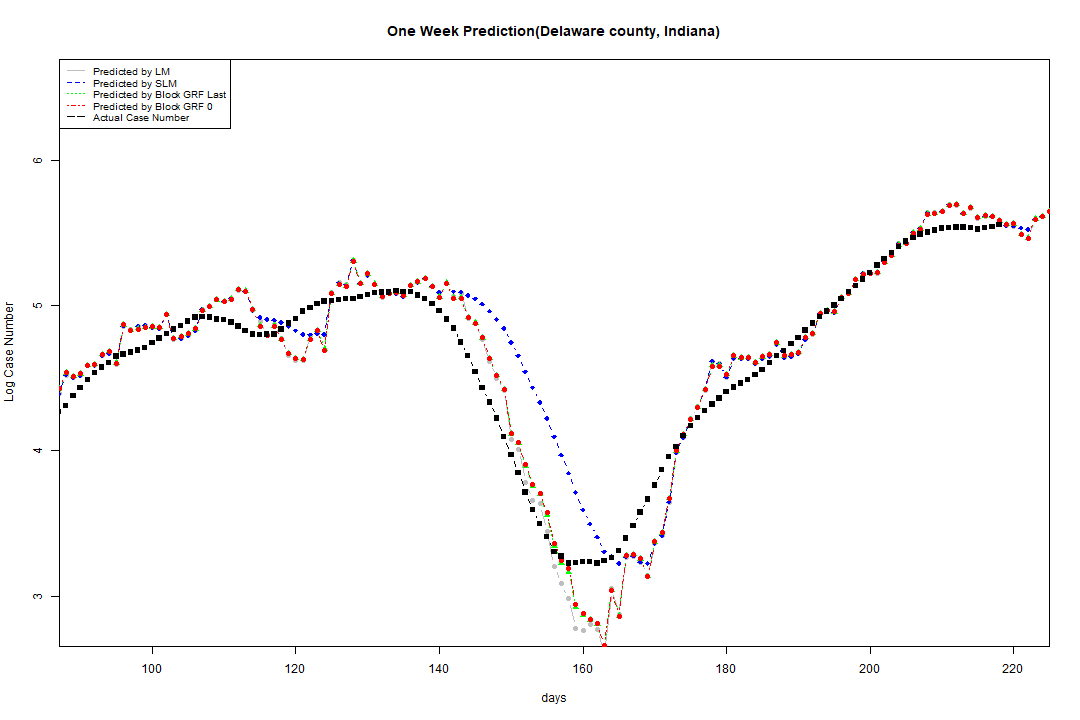 One Week Prediction(Delaware county, Indiana)
Predicted by LM
Predicted by SLM
Predicted by Block GRF Last
Predicted by Block GRF 0
Actual Case Number
6
5
4
3
Log Case Number
100 120 140 160 180 200 220
days